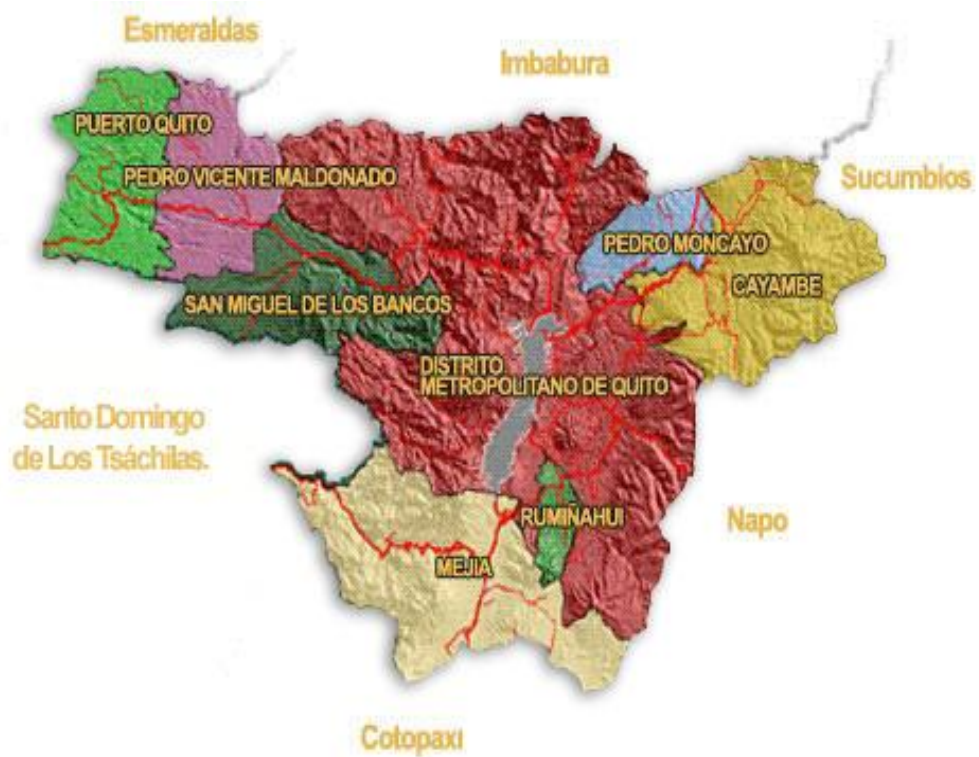 Esmeraldas
Imbabura
PUERTO QUITO
PEDRO VICENTE MALDONADO
Sucumbios
PEDRO MONCAYO
CAYAMBE
SAN MIGUEL DE LOS BANCOS
DISTRITO
METROPOLITANO DE QUITO
Santo Domingo
de Los Tsáchilas.
RUMIÑAHUI
Napo
MEJIA
Cotopaxi